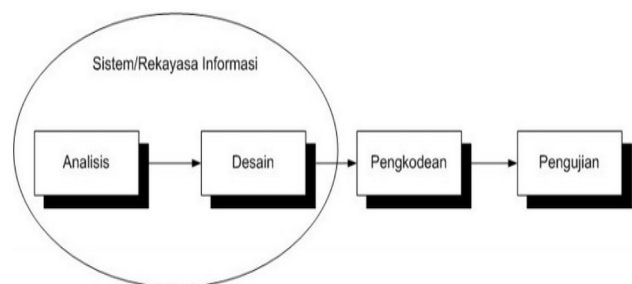 Sistem/Rekayasa Informasi
Analisis
Desain
Pengkodean
Pengujian